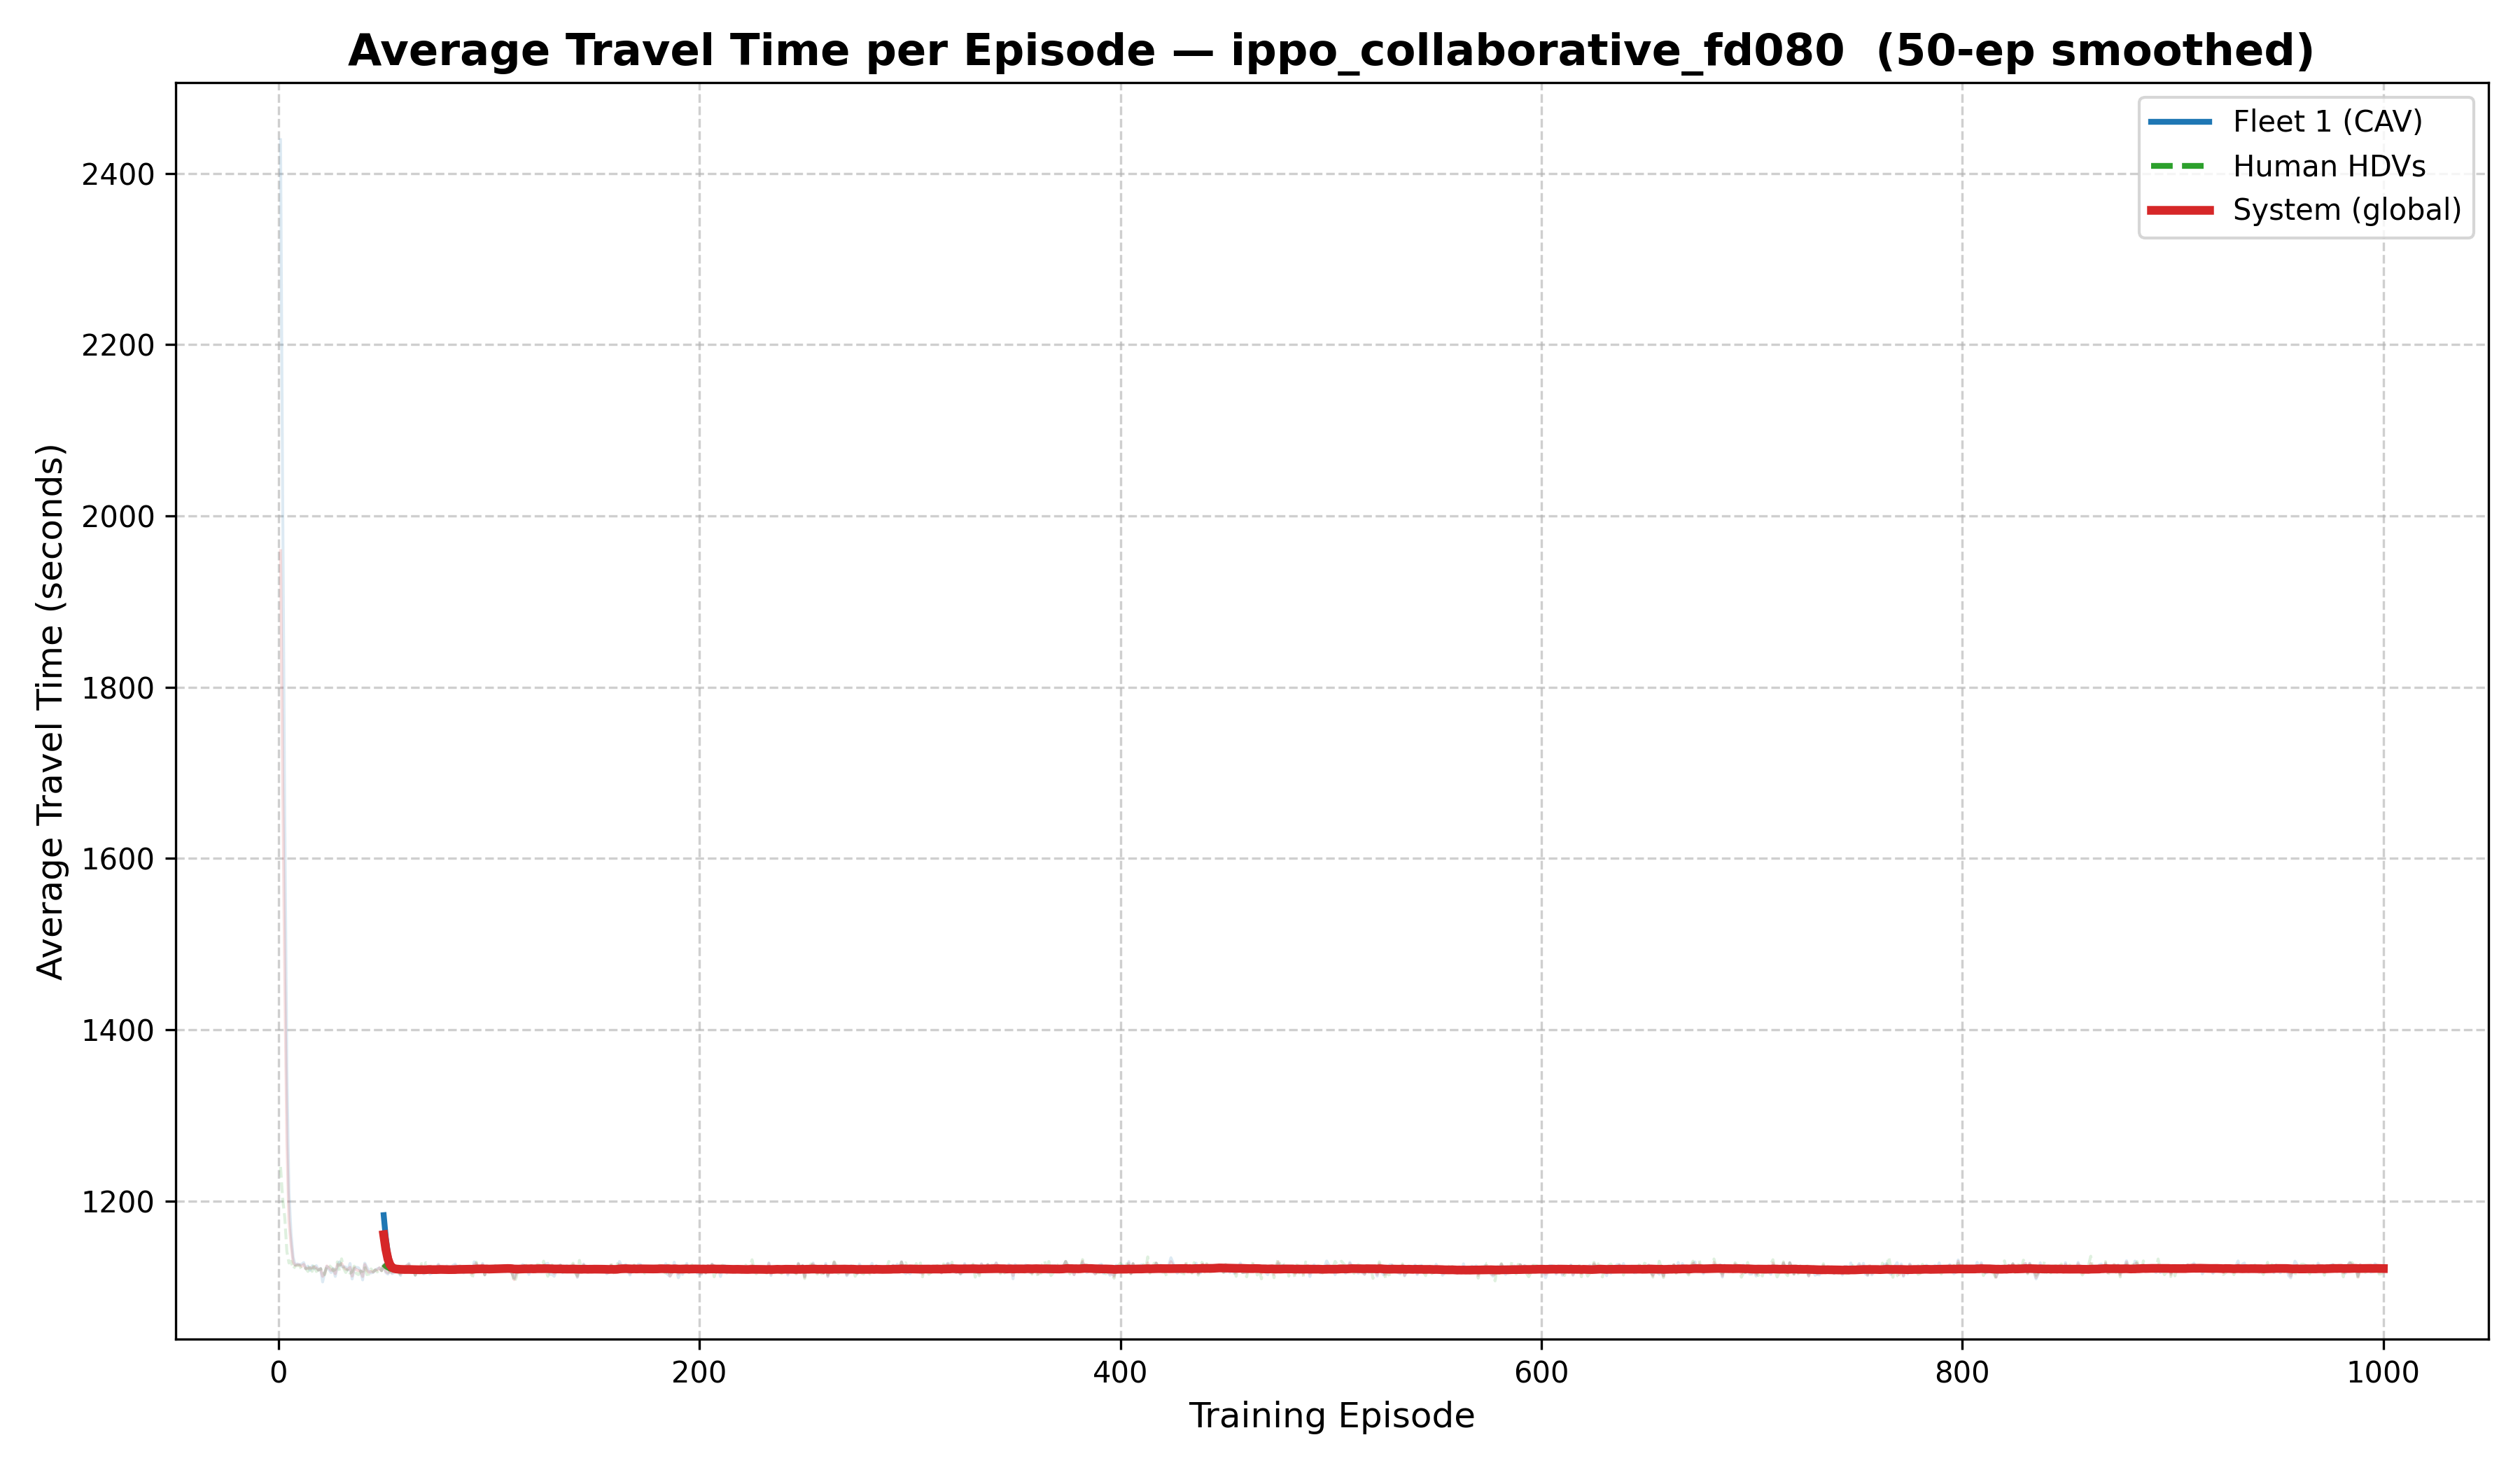 Average Travel Time per Episode — ippo_collaborative_fd080 (50-ep smoothed)
Fleet 1 (CAV)
Human HDVs
System (global)
Average Travel Time (seconds)
2400
2200
2000
1800
1600
1400
1200
0
200
400
600
800
1000
Training Episode